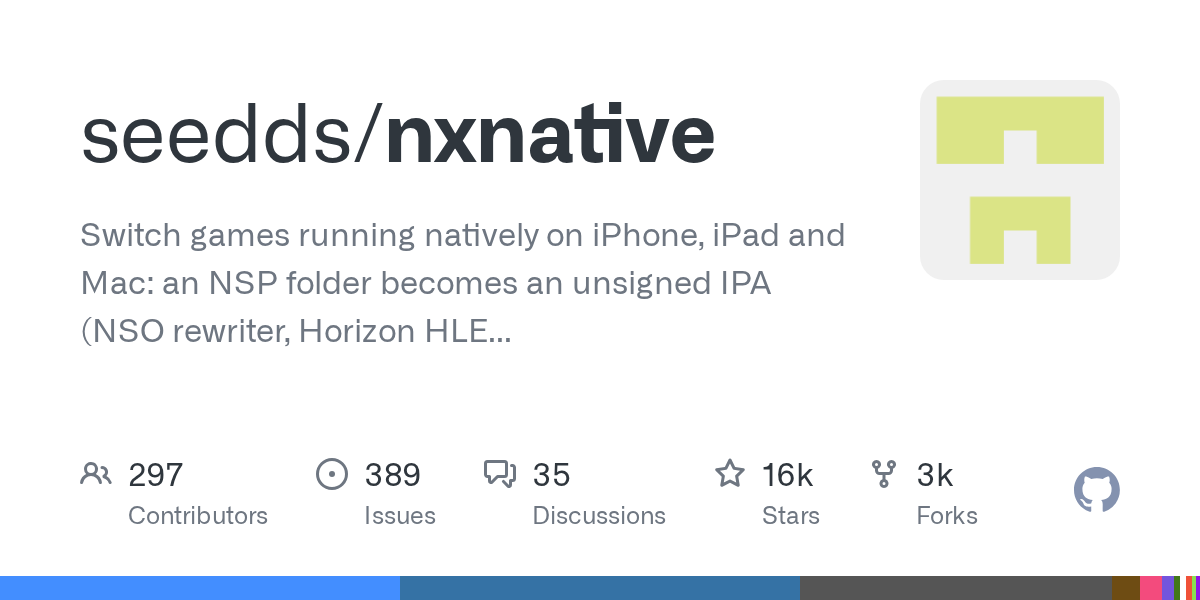 seedds/nxnative
Switch games running natively on iPhone, iPad and
Mac: an NSP folder becomes an unsigned IPA
(NSO rewriter, Horizon HLE...
297 389 35 16k 3k
Contributors Issues Discussions Stars Forks